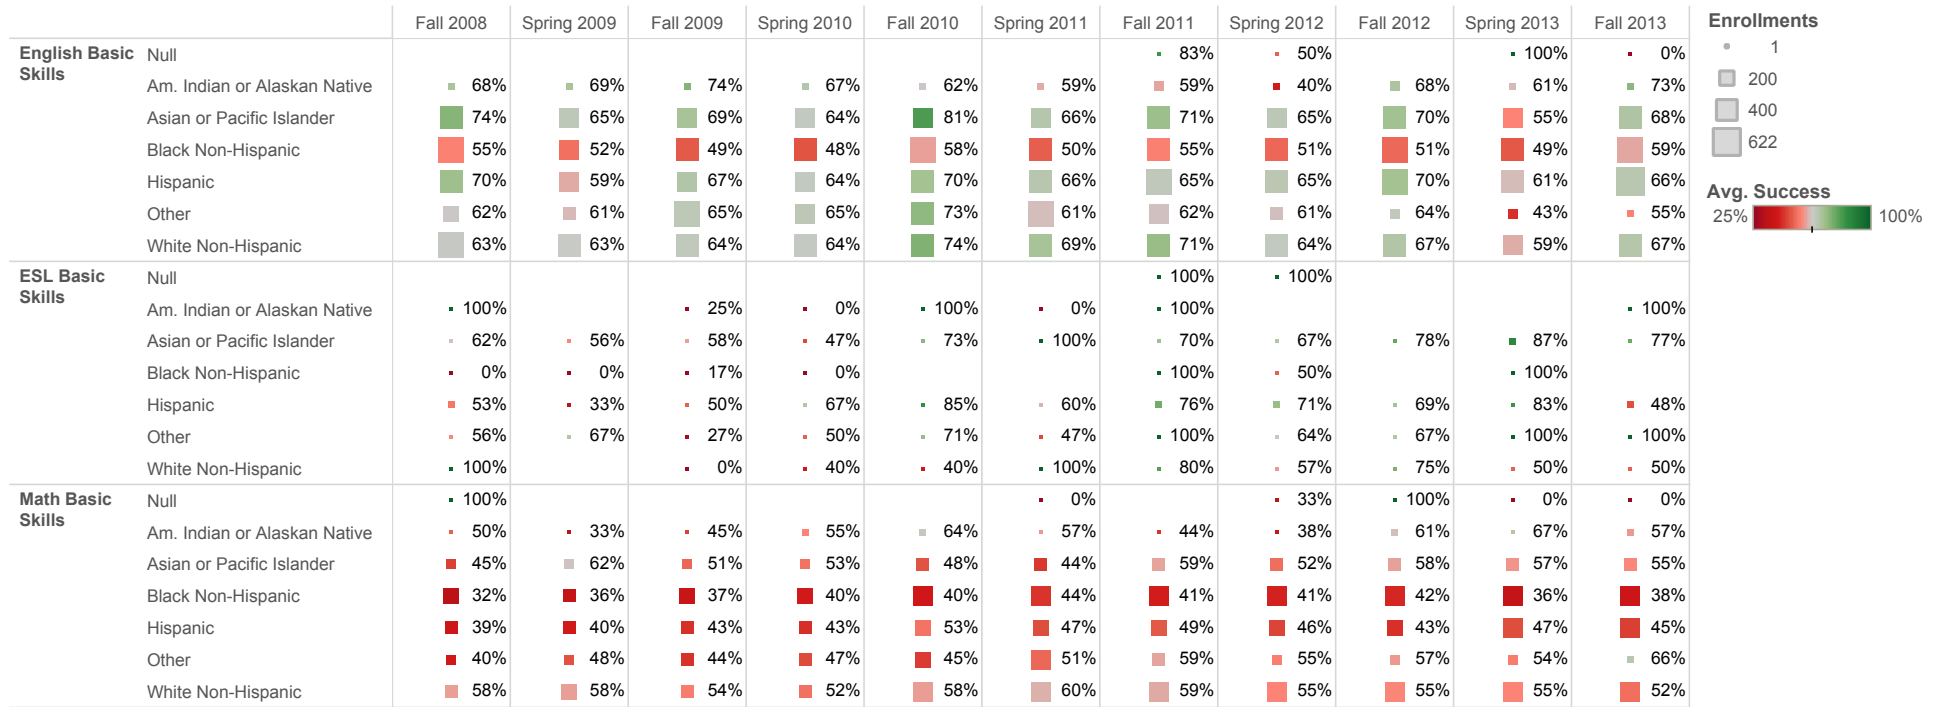 Fall 2008 Spring 2009 Fall 2009 Spring 2010 Fall 2010 Spring 2011 Fall 2011 Spring 2012 Fall 2012 Spring 2013 Fall 2013
English Basic Skills
Null 83% 50% 100% 0%
Am. Indian or Alaskan Native 68% 69% 74% 67% 62% 59% 59% 40% 68% 61% 73%
Asian or Pacific Islander 74% 65% 69% 64% 81% 66% 71% 65% 70% 55% 68%
Black Non-Hispanic 55% 52% 49% 48% 58% 50% 55% 51% 51% 49% 59%
Hispanic 70% 59% 67% 64% 70% 66% 65% 65% 70% 61% 66%
Other 62% 61% 65% 65% 73% 61% 62% 61% 64% 43% 55%
White Non-Hispanic 63% 63% 64% 64% 74% 69% 71% 64% 67% 59% 67%
ESL Basic Skills
Null 100% 100%
Am. Indian or Alaskan Native 100% 25% 0% 100% 0% 100% 100%
Asian or Pacific Islander 62% 56% 58% 47% 73% 100% 70% 67% 78% 87% 77%
Black Non-Hispanic 0% 0% 17% 0% 100% 50% 100%
Hispanic 53% 33% 50% 67% 85% 60% 76% 71% 69% 83% 48%
Other 56% 67% 27% 50% 71% 47% 100% 64% 67% 100% 100%
White Non-Hispanic 100% 0% 40% 40% 100% 80% 57% 75% 50% 50%
Math Basic Skills
Null 100% 0% 33% 100% 0% 0%
Am. Indian or Alaskan Native 50% 33% 45% 55% 64% 57% 44% 38% 61% 67% 57%
Asian or Pacific Islander 45% 62% 51% 53% 48% 44% 59% 52% 58% 57% 55%
Black Non-Hispanic 32% 36% 37% 40% 40% 44% 41% 41% 42% 36% 38%
Hispanic 39% 40% 43% 43% 53% 47% 49% 46% 43% 47% 45%
Other 40% 48% 44% 47% 45% 51% 59% 55% 57% 54% 66%
White Non-Hispanic 58% 58% 54% 52% 58% 60% 59% 55% 55% 55% 52%
Enrollments
1
200
400
622
Avg. Success
25% 100%